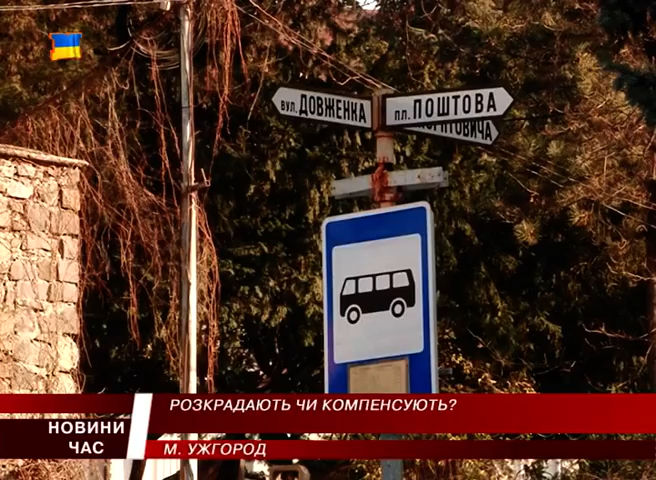 вул. ДОВЖЕНКА
пл. ПОШТОВА
РОЗКРАДАЮТЬ ЧИ КОМПЕНСУЮТЬ?
НОВИНИ
ЧАС
М. УЖГОРОД